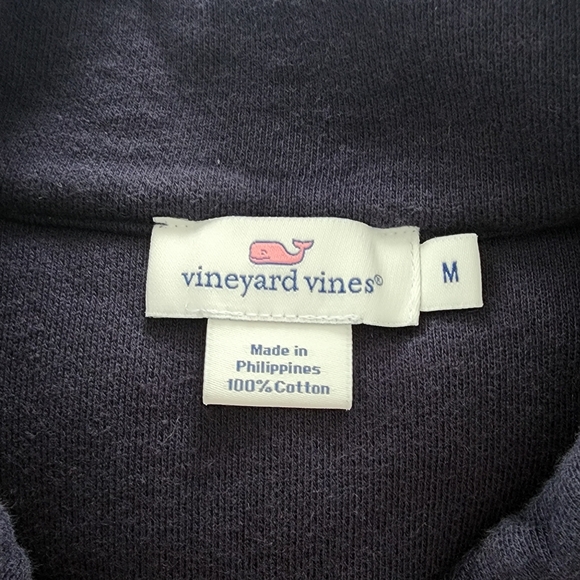 vineyard vines®
M
Made in
Philippines
100% Cotton